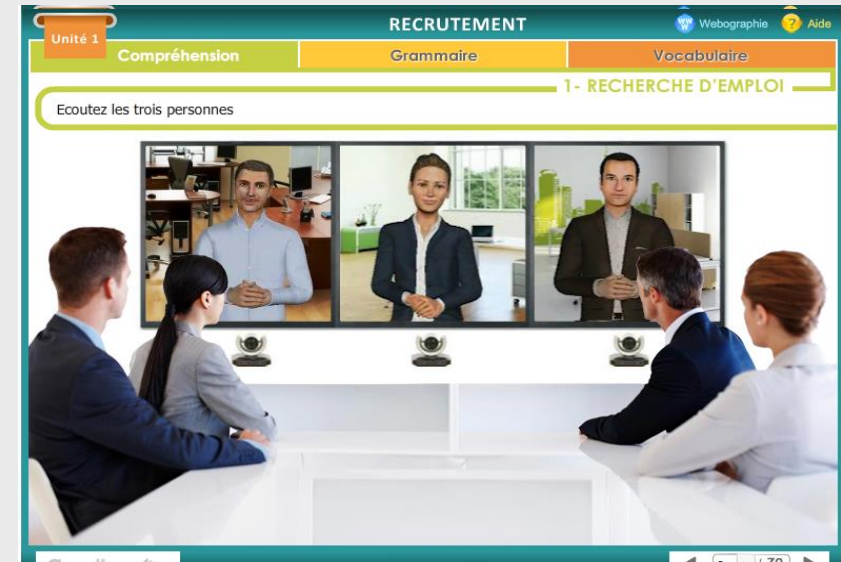 RECRUTEMENT
Webographie
Aide
Unité 1
Compréhension
Grammaire
Vocabulaire
1- RECHERCHE D'EMPLOI
Ecoutez les trois personnes